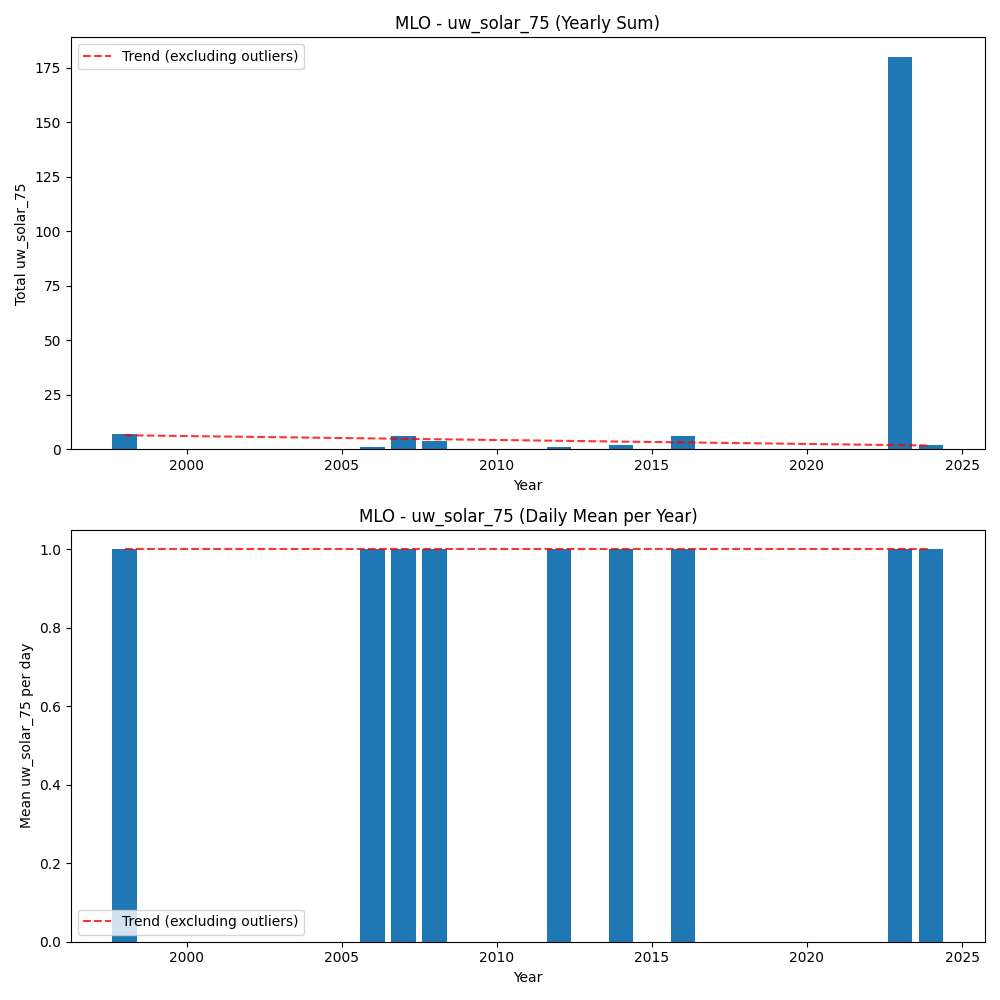 MLO - uw_solar_75 (Yearly Sum)
Trend (excluding outliers)
Total uw_solar_75
175
150
125
100
75
50
25
0
2000 2005 2010 2015 2020 2025
Year
MLO - uw_solar_75 (Daily Mean per Year)
Mean uw_solar_75 per day
1.0
0.8
0.6
0.4
0.2
0.0
Trend (excluding outliers)
2000 2005 2010 2015 2020 2025
Year